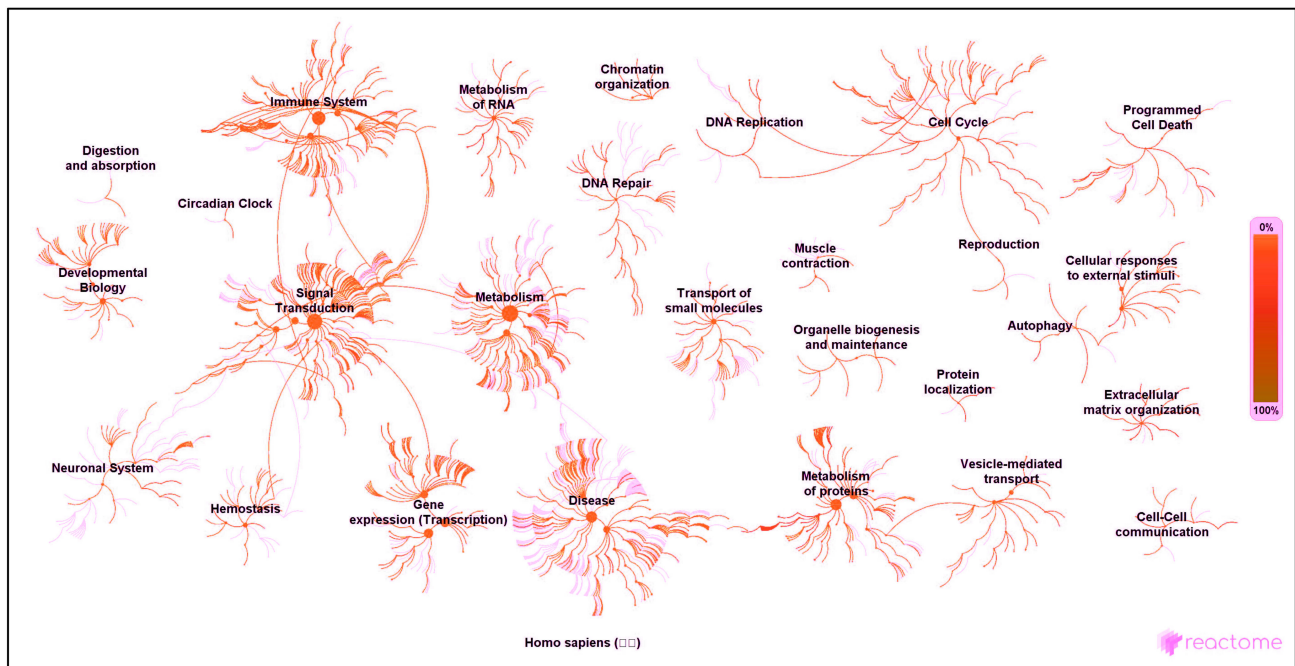 Immune System
Metabolism
of RNA
Chromatin
organization
DNA Replication
Cell Cycle
Programmed
Cell Death
Digestion
and absorption
Circadian Clock
DNA Repair
Developmental
Biology
Signal
Transduction
Metabolism
Transport of
small molecules
Muscle
contraction
Reproduction
Cellular responses
to external stimuli
Organelle biogenesis
and maintenance
Autophagy
Protein
localization
Extracellular
matrix organization
0%
100%
Neuronal System
Hemostasis
Gene
expression (Transcription)
Disease
Metabolism
of proteins
Vesicle-mediated
transport
Cell-Cell
communication
Homo sapiens (□□)
reactome